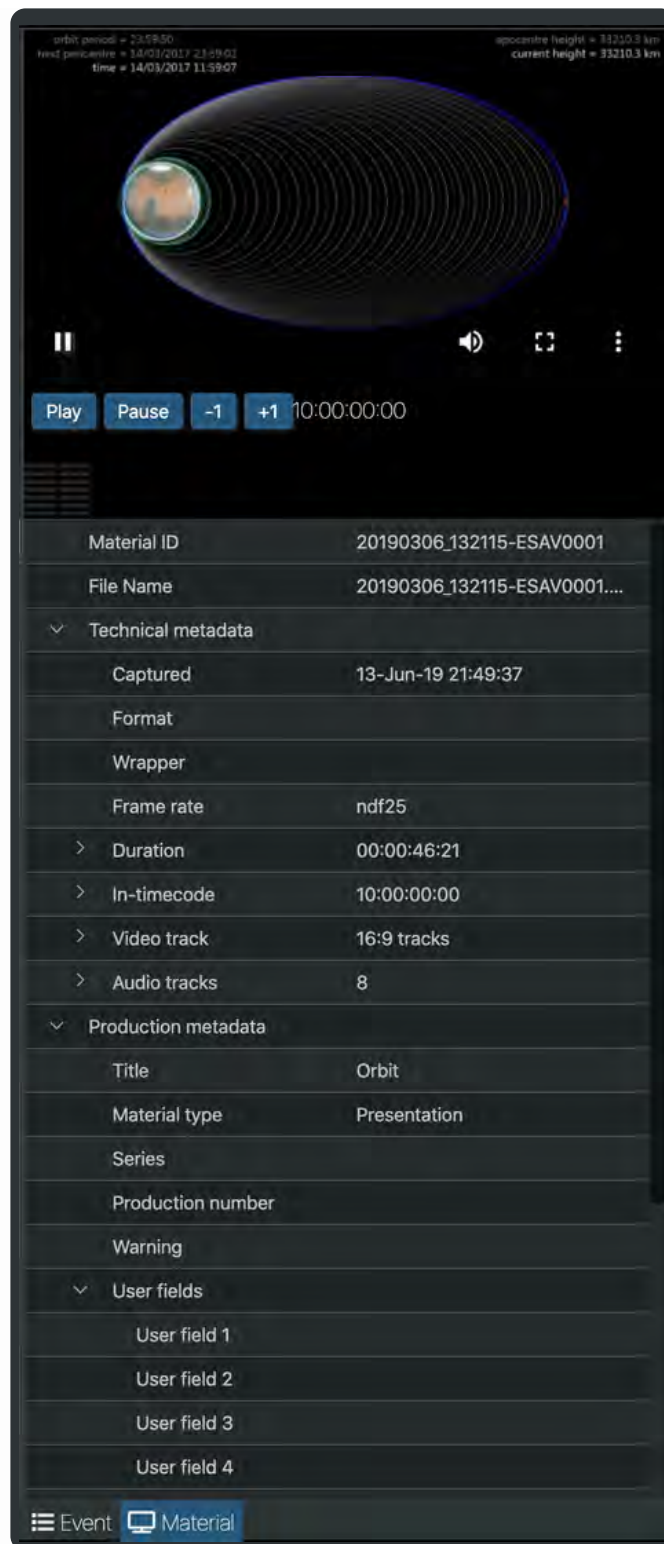 orbit period = 23:59:50
next pericentre = 14/03/2017 23:59:02
time = 14/03/2017 11:59:07
apocentre height = 33210.3 km
current height = 33210.3 km
Play Pause -1 +1 10:00:00:00
Material ID 20190306_132115-ESAV0001
File Name 20190306_132115-ESAV0001....
Technical metadata
Captured 13-Jun-19 21:49:37
Format
Wrapper
Frame rate ndf25
Duration 00:00:46:21
In-timecode 10:00:00:00
Video track 16:9 tracks
Audio tracks 8
Production metadata
Title Orbit
Material type Presentation
Series
Production number
Warning
User fields
User field 1
User field 2
User field 3
User field 4
Event Material